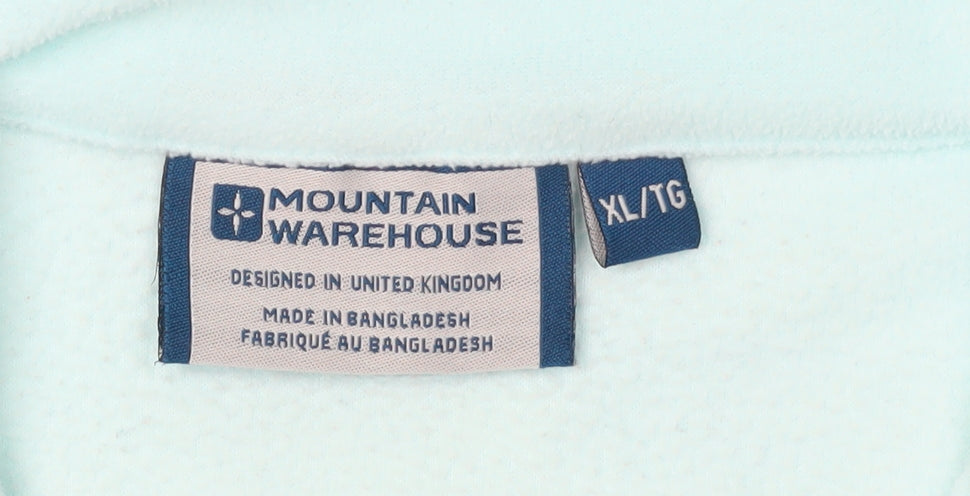 MOUNTAIN
WAREHOUSE
DESIGNED IN UNITED KINGDOM
MADE IN BANGLADESH
FABRIQUÉ AU BANGLADESH
XL/TG